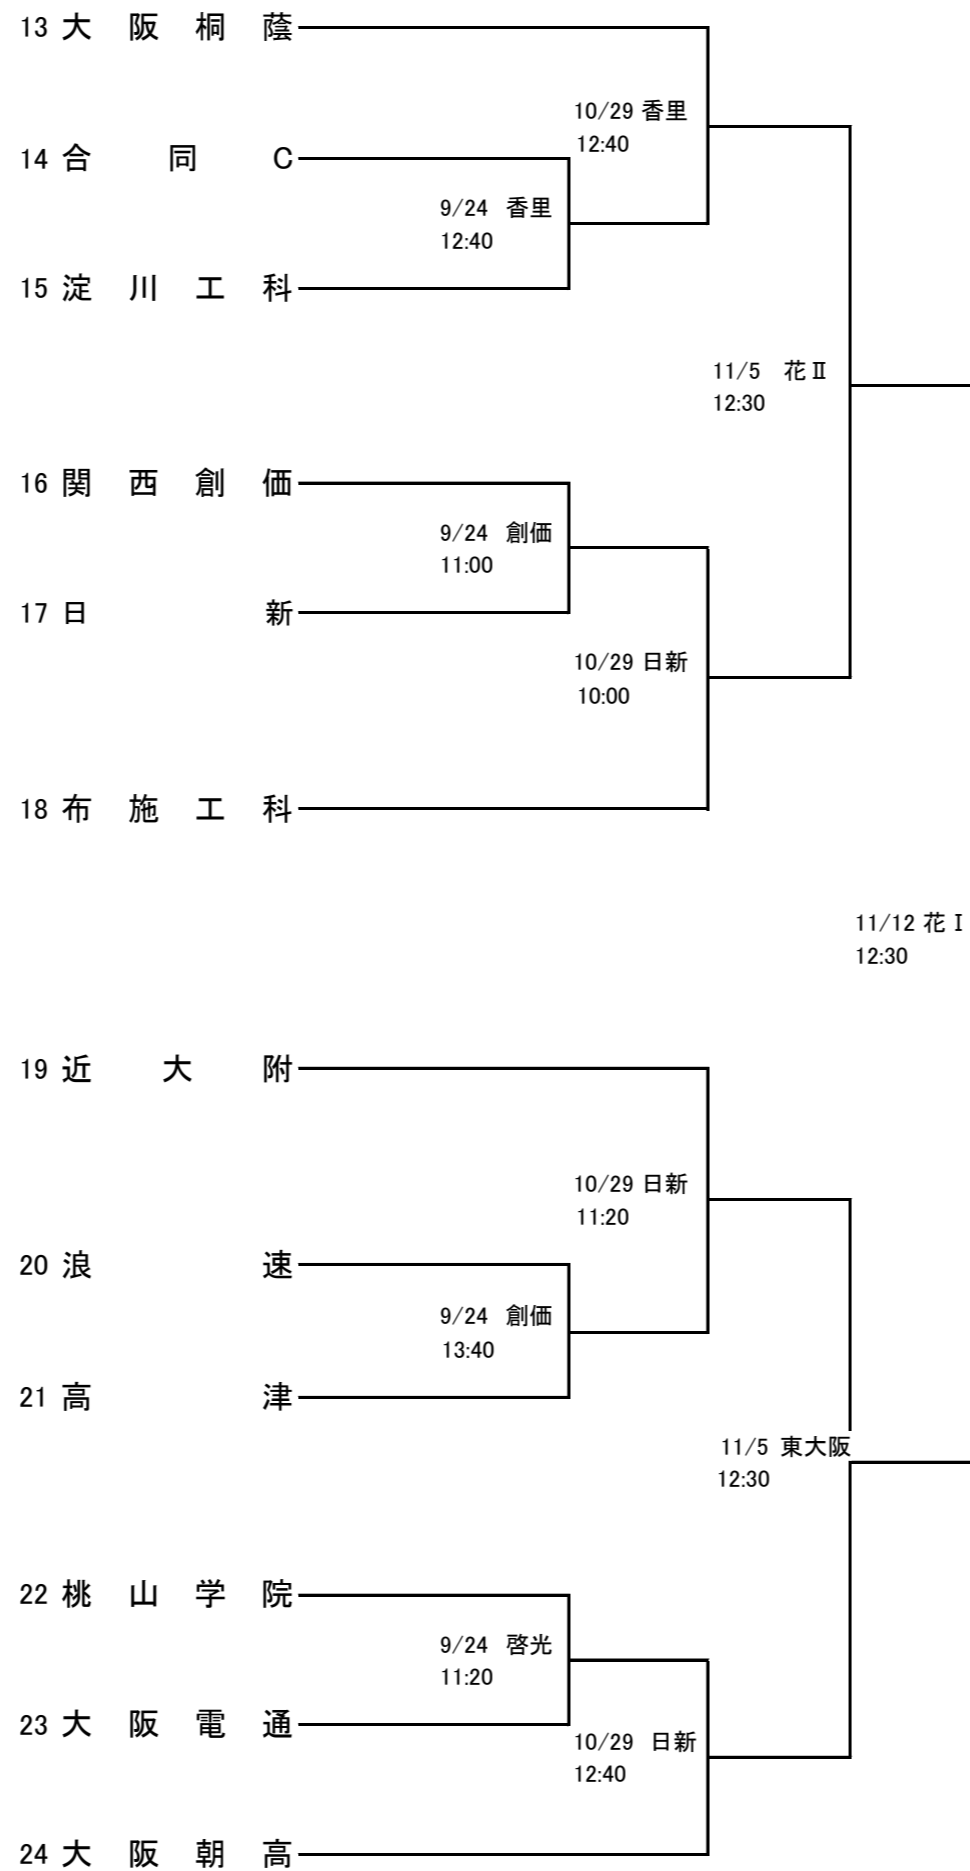 13 大阪桐蔭
10/29 香里
12:40
14 合同C
9/24 香里
12:40
15 淀川工科
11/5 花Ⅱ
12:30
16 関西創価
9/24 創価
11:00
17 日新
10/29 日新
10:00
18 布施工科
11/12 花Ⅰ
12:30
19 近大附
10/29 日新
11:20
20 浪速
9/24 創価
13:40
21 高津
11/5 東大阪
12:30
22 桃山学院
9/24 啓光
11:20
23 大阪電通
10/29 日新
12:40
24 大阪朝高